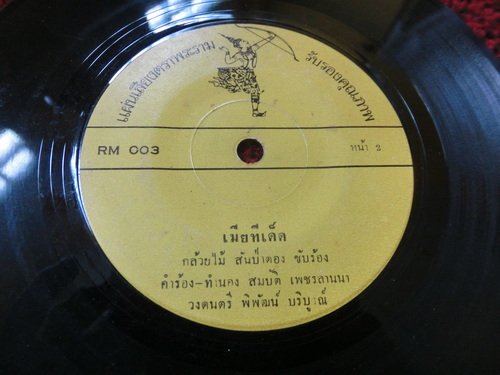 แผ่นเสียงตราพระราม
รับรองคุณภาพ
RM 003
หน้า 2
เมียทีเด็ด
กล้วยไม้ สันป่าตอง ขับร้อง
คำร้อง-ทำนอง สมบัติ เพชรลานนา
วงดนตรี พิพัฒน์ บริบูรณ์